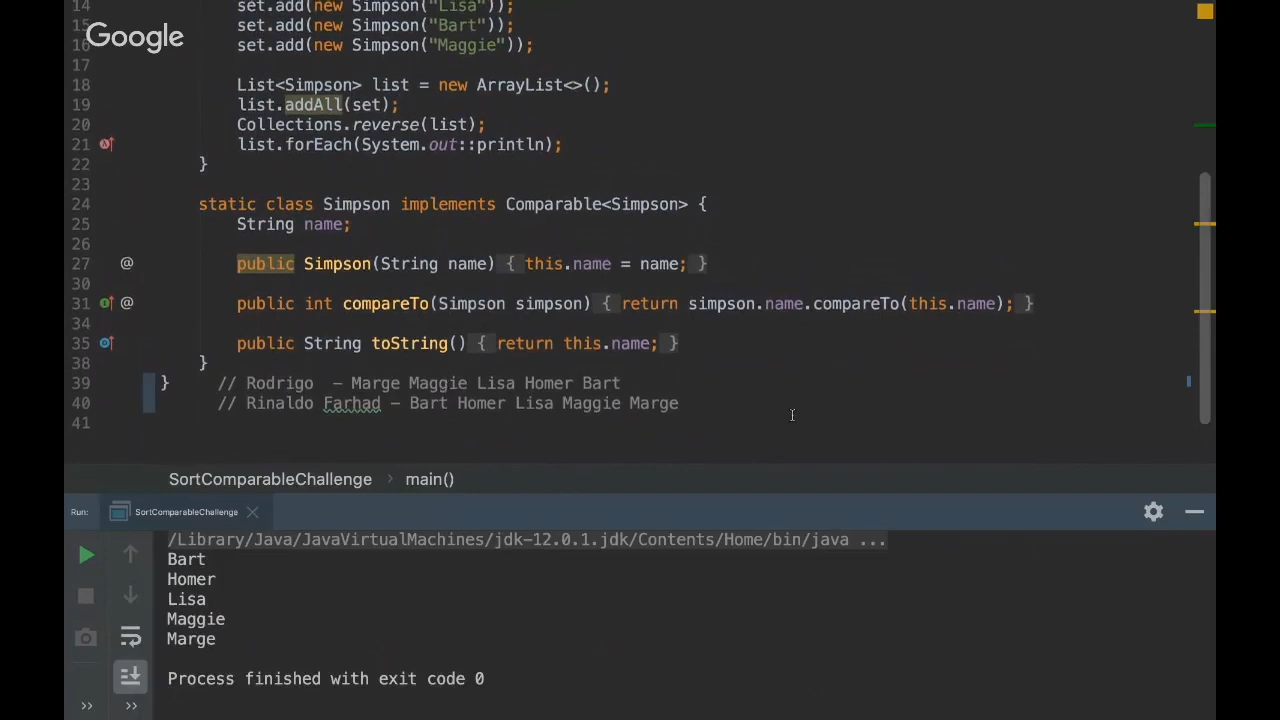 Google
14 set.add(new Simpson("Lisa"));
15 set.add(new Simpson("Bart"));
16 set.add(new Simpson("Maggie"));
17
18 List<Simpson> list = new ArrayList<>();
19 list.addAll(set);
20 Collections.reverse(list);
21 list.forEach(System.out::println);
22 }
23
24 static class Simpson implements Comparable<Simpson> {
25 String name;
26
27 @ public Simpson(String name) { this.name = name; }
30
31 @ public int compareTo(Simpson simpson) { return simpson.name.compareTo(this.name); }
34
35 public String toString() { return this.name; }
38 }
39 } // Rodrigo  - Marge Maggie Lisa Homer Bart
40 // Rinaldo Farhad - Bart Homer Lisa Maggie Marge
41
SortComparableChallenge › main()
Run: SortComparableChallenge
/Library/Java/JavaVirtualMachines/jdk-12.0.1.jdk/Contents/Home/bin/java ...
Bart
Homer
Lisa
Maggie
Marge
Process finished with exit code 0